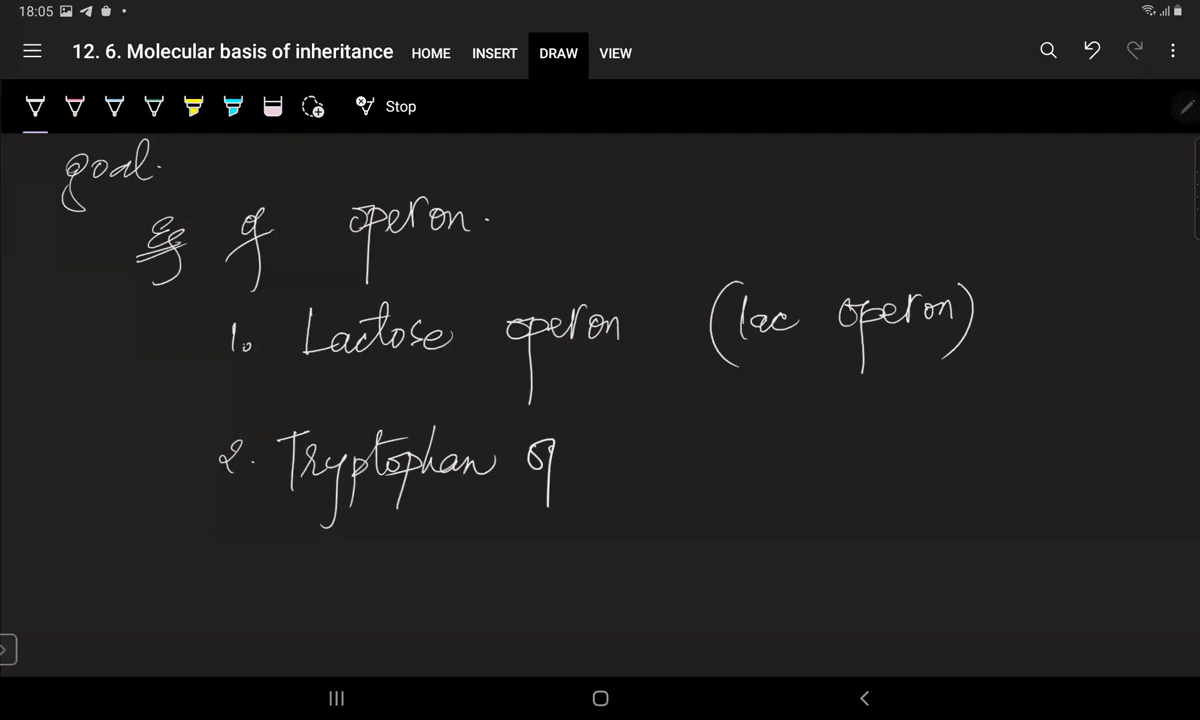 18:05
12. 6. Molecular basis of inheritance HOME INSERT DRAW VIEW
Stop
goal.
Eg of operon.
1. Lactose operon (lac operon)
2. Tryptophan op